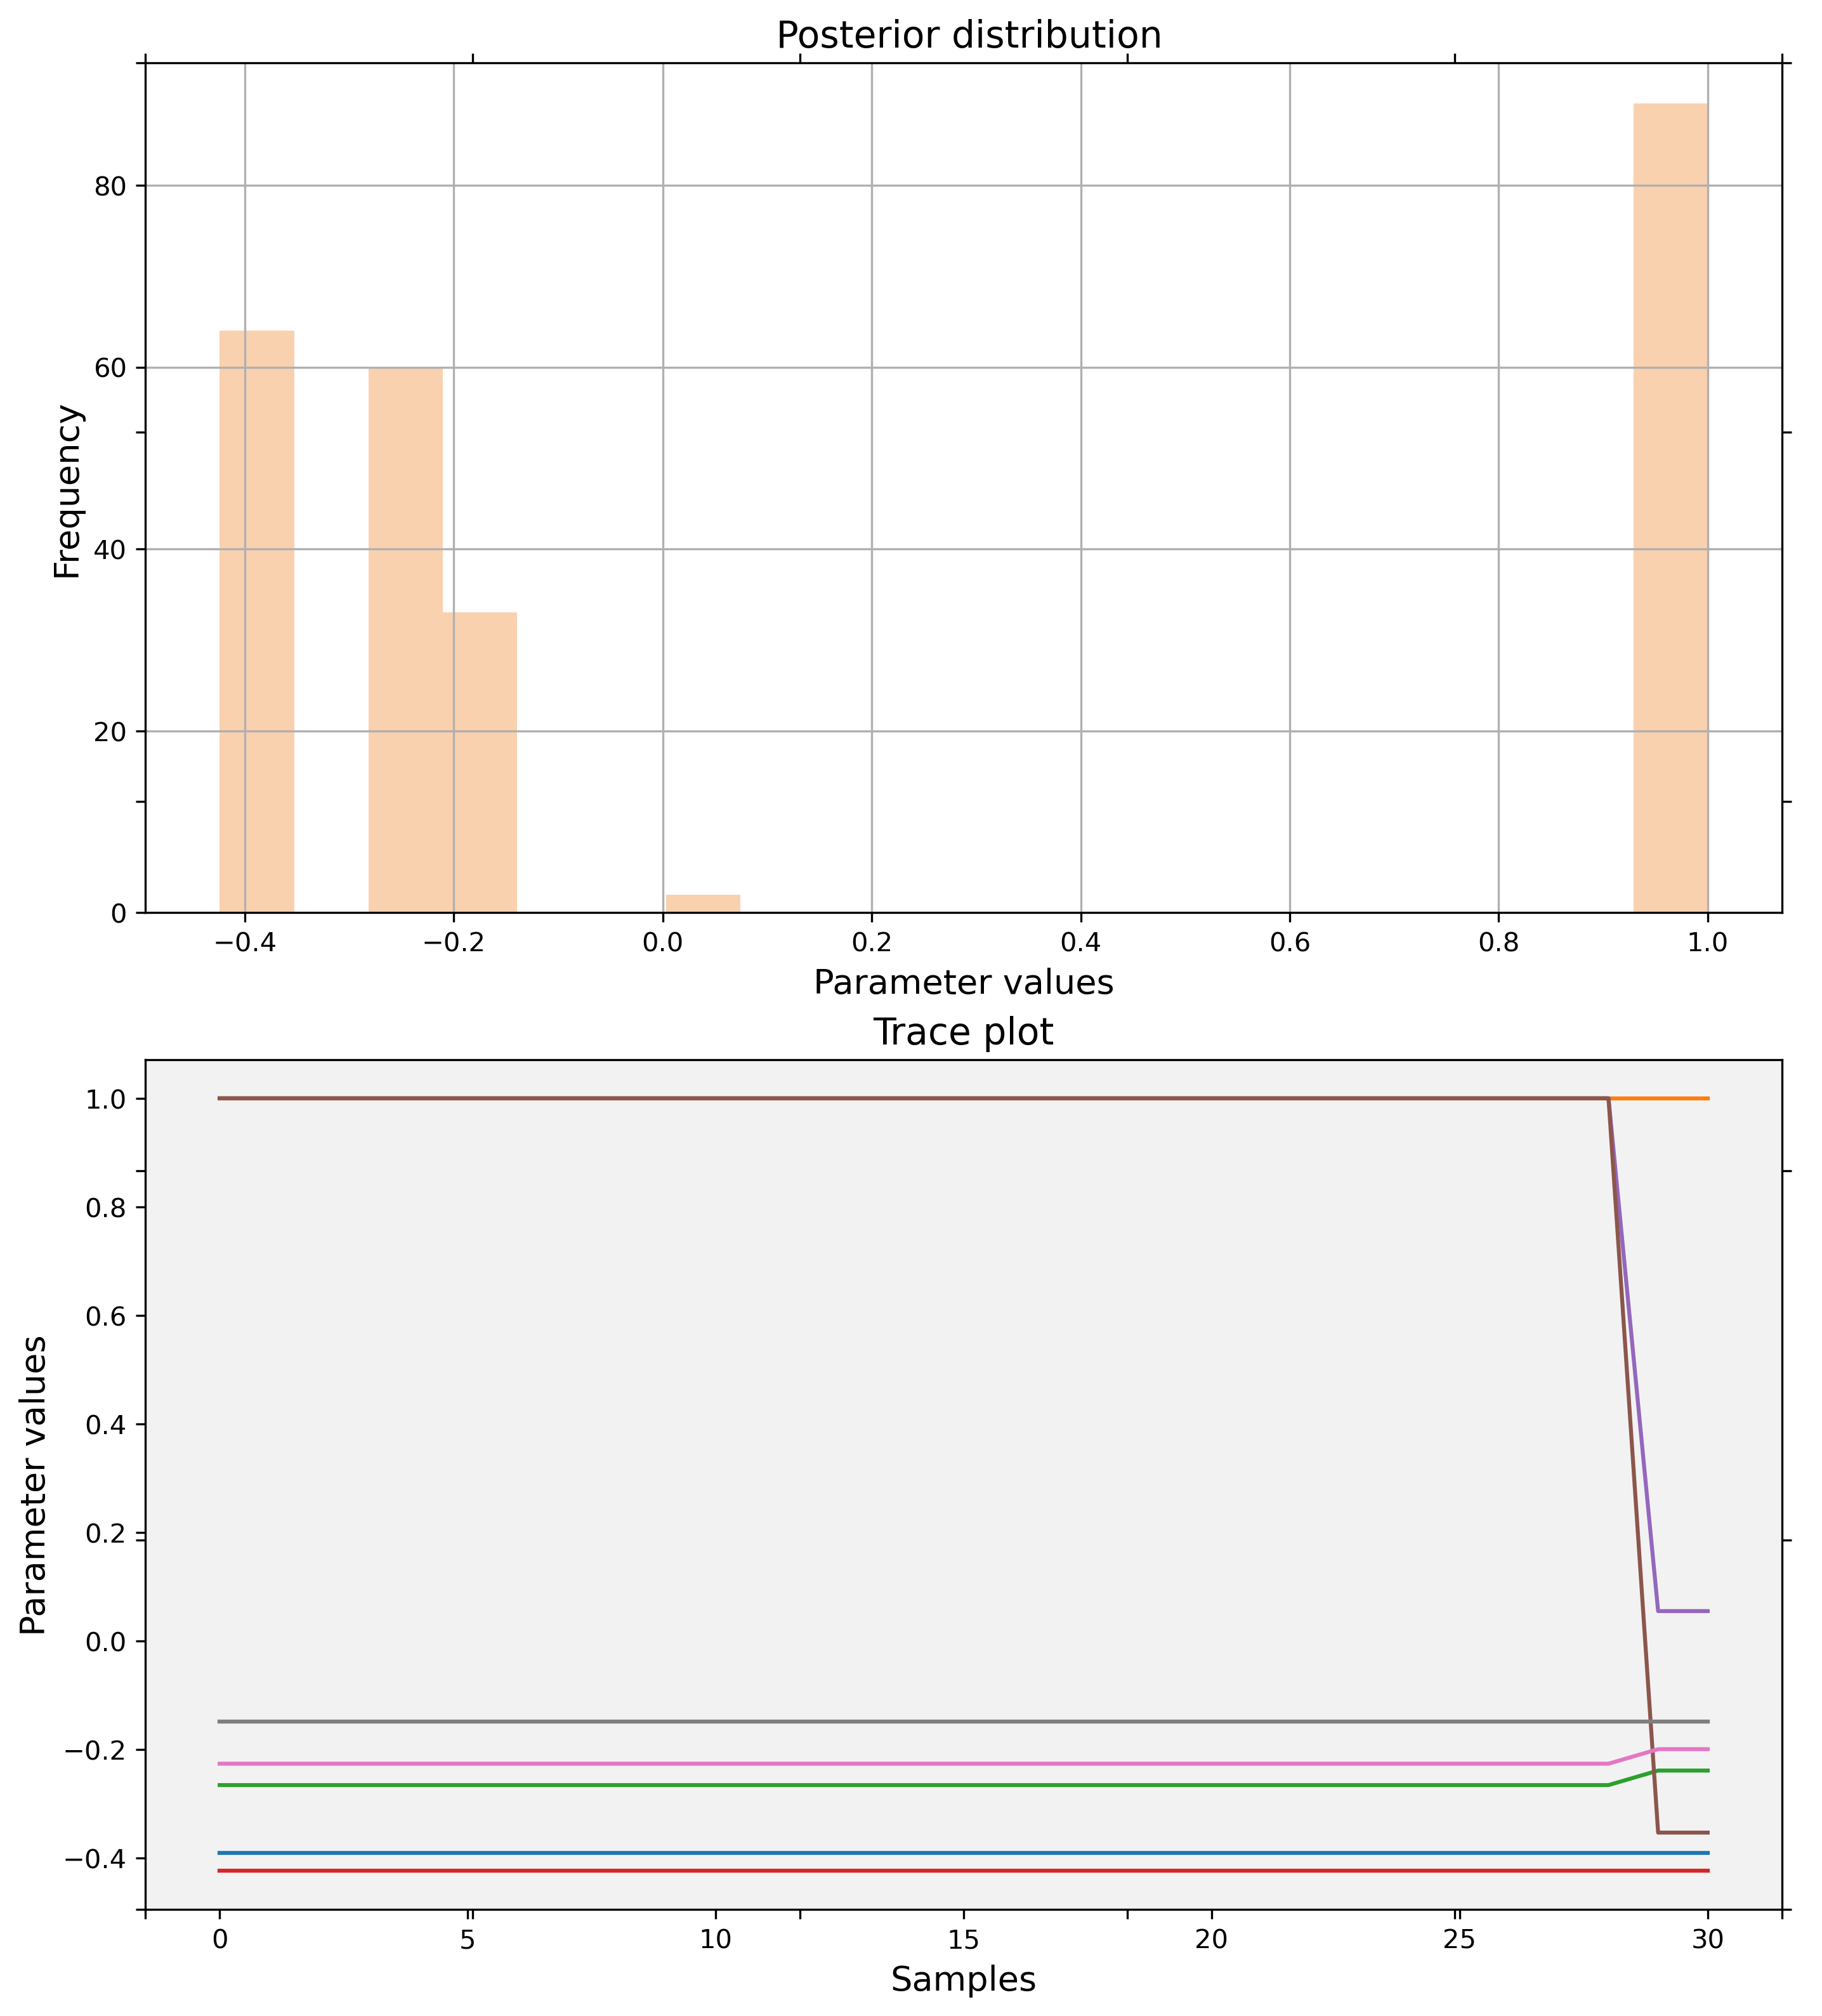 Posterior distribution
Frequency
80
60
40
20
0
−0.4 −0.2 0.0 0.2 0.4 0.6 0.8 1.0
Parameter values
Trace plot
Parameter values
1.0
0.8
0.6
0.4
0.2
0.0
−0.2
−0.4
0 5 10 15 20 25 30
Samples